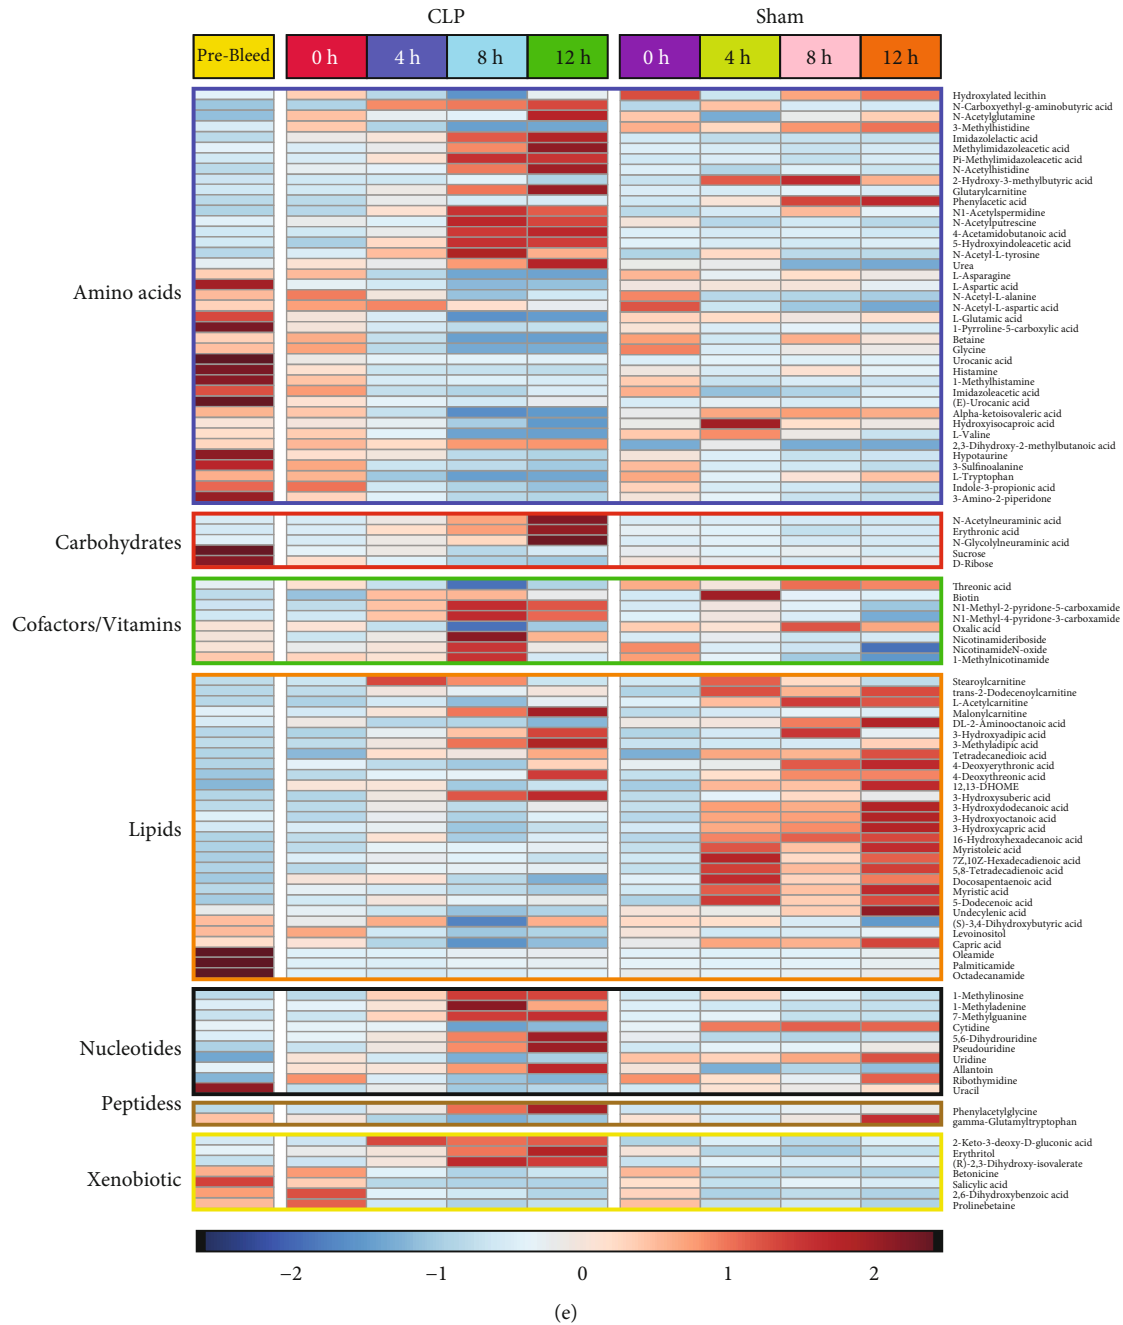 CLP
Sham
Pre-Bleed
0 h
4 h
8 h
12 h
0 h
4 h
8 h
12 h
Amino acids
Hydroxylated lecithin
N-Carboxyethyl-g-aminobutyric acid
N-Acetylglutamine
3-Methylhistidine
Imidazolelactic acid
Methylimidazoleacetic acid
Pi-Methylimidazoleacetic acid
N-Acetylhistidine
2-Hydroxy-3-methylbutyric acid
Glutarylcarnitine
Phenylacetic acid
N1-Acetylspermidine
N-Acetylputrescine
4-Acetamidobutanoic acid
5-Hydroxyindoleacetic acid
N-Acetyl-L-tyrosine
Urea
L-Asparagine
L-Aspartic acid
N-Acetyl-L-alanine
N-Acetyl-L-aspartic acid
L-Glutamic acid
1-Pyrroline-5-carboxylic acid
Betaine
Glycine
Urocanic acid
Histamine
1-Methylhistamine
Imidazoleacetic acid
(E)-Urocanic acid
Alpha-ketoisovaleric acid
Hydroxyisocaproic acid
L-Valine
2,3-Dihydroxy-2-methylbutanoic acid
Hypotaurine
3-Sulfinoalanine
L-Tryptophan
Indole-3-propionic acid
3-Amino-2-piperidone
Carbohydrates
N-Acetylneuraminic acid
Erythronic acid
N-Glycolylneuraminic acid
Sucrose
D-Ribose
Cofactors/Vitamins
Threonic acid
Biotin
N1-Methyl-2-pyridone-5-carboxamide
N1-Methyl-4-pyridone-3-carboxamide
Oxalic acid
Nicotinamideriboside
NicotinamideN-oxide
1-Methylnicotinamide
Lipids
Stearoylcarnitine
trans-2-Dodecenoylcarnitine
L-Acetylcarnitine
Malonylcarnitine
DL-2-Aminooctanoic acid
3-Hydroxyadipic acid
3-Methyladipic acid
Tetradecanedioic acid
4-Deoxyerythronic acid
4-Deoxythreonic acid
12,13-DHOME
3-Hydroxysuberic acid
3-Hydroxydodecanoic acid
3-Hydroxyoctanoic acid
3-Hydroxycapric acid
16-Hydroxyhexadecanoic acid
Myristoleic acid
7Z,10Z-Hexadecadienoic acid
5,8-Tetradecadienoic acid
Docosapentaenoic acid
Myristic acid
5-Dodecenoic acid
Undecylenic acid
(S)-3,4-Dihydroxybutyric acid
Levoinositol
Capric acid
Oleamide
Palmiticamide
Octadecanamide
Nucleotides
1-Methylinosine
1-Methyladenine
7-Methylguanine
Cytidine
5,6-Dihydrouridine
Pseudouridine
Uridine
Allantoin
Ribothymidine
Uracil
Peptidess
Phenylacetylglycine
gamma-Glutamyltryptophan
Xenobiotic
2-Keto-3-deoxy-D-gluconic acid
Erythritol
(R)-2,3-Dihydroxy-isovalerate
Betonicine
Salicylic acid
2,6-Dihydroxybenzoic acid
Prolinebetaine
−2
−1
0
1
2
(e)